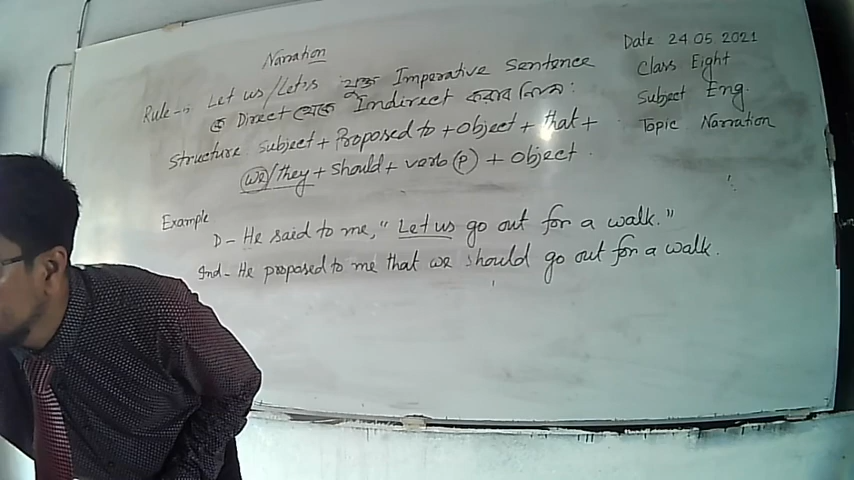 Narration
Date 24.05.2021
Class Eight
Subject Eng.
Topic Narration
Rule-: Let us/Let's যুক্ত Imperative Sentence
কে Direct থেকে Indirect করার নিয়ম:
Structure: Subject + Proposed to + Object + that +
we/they + Should + verb (P) + Object.
Example
D- He said to me, "Let us go out for a walk."
Ind- He proposed to me that we should go out for a walk.